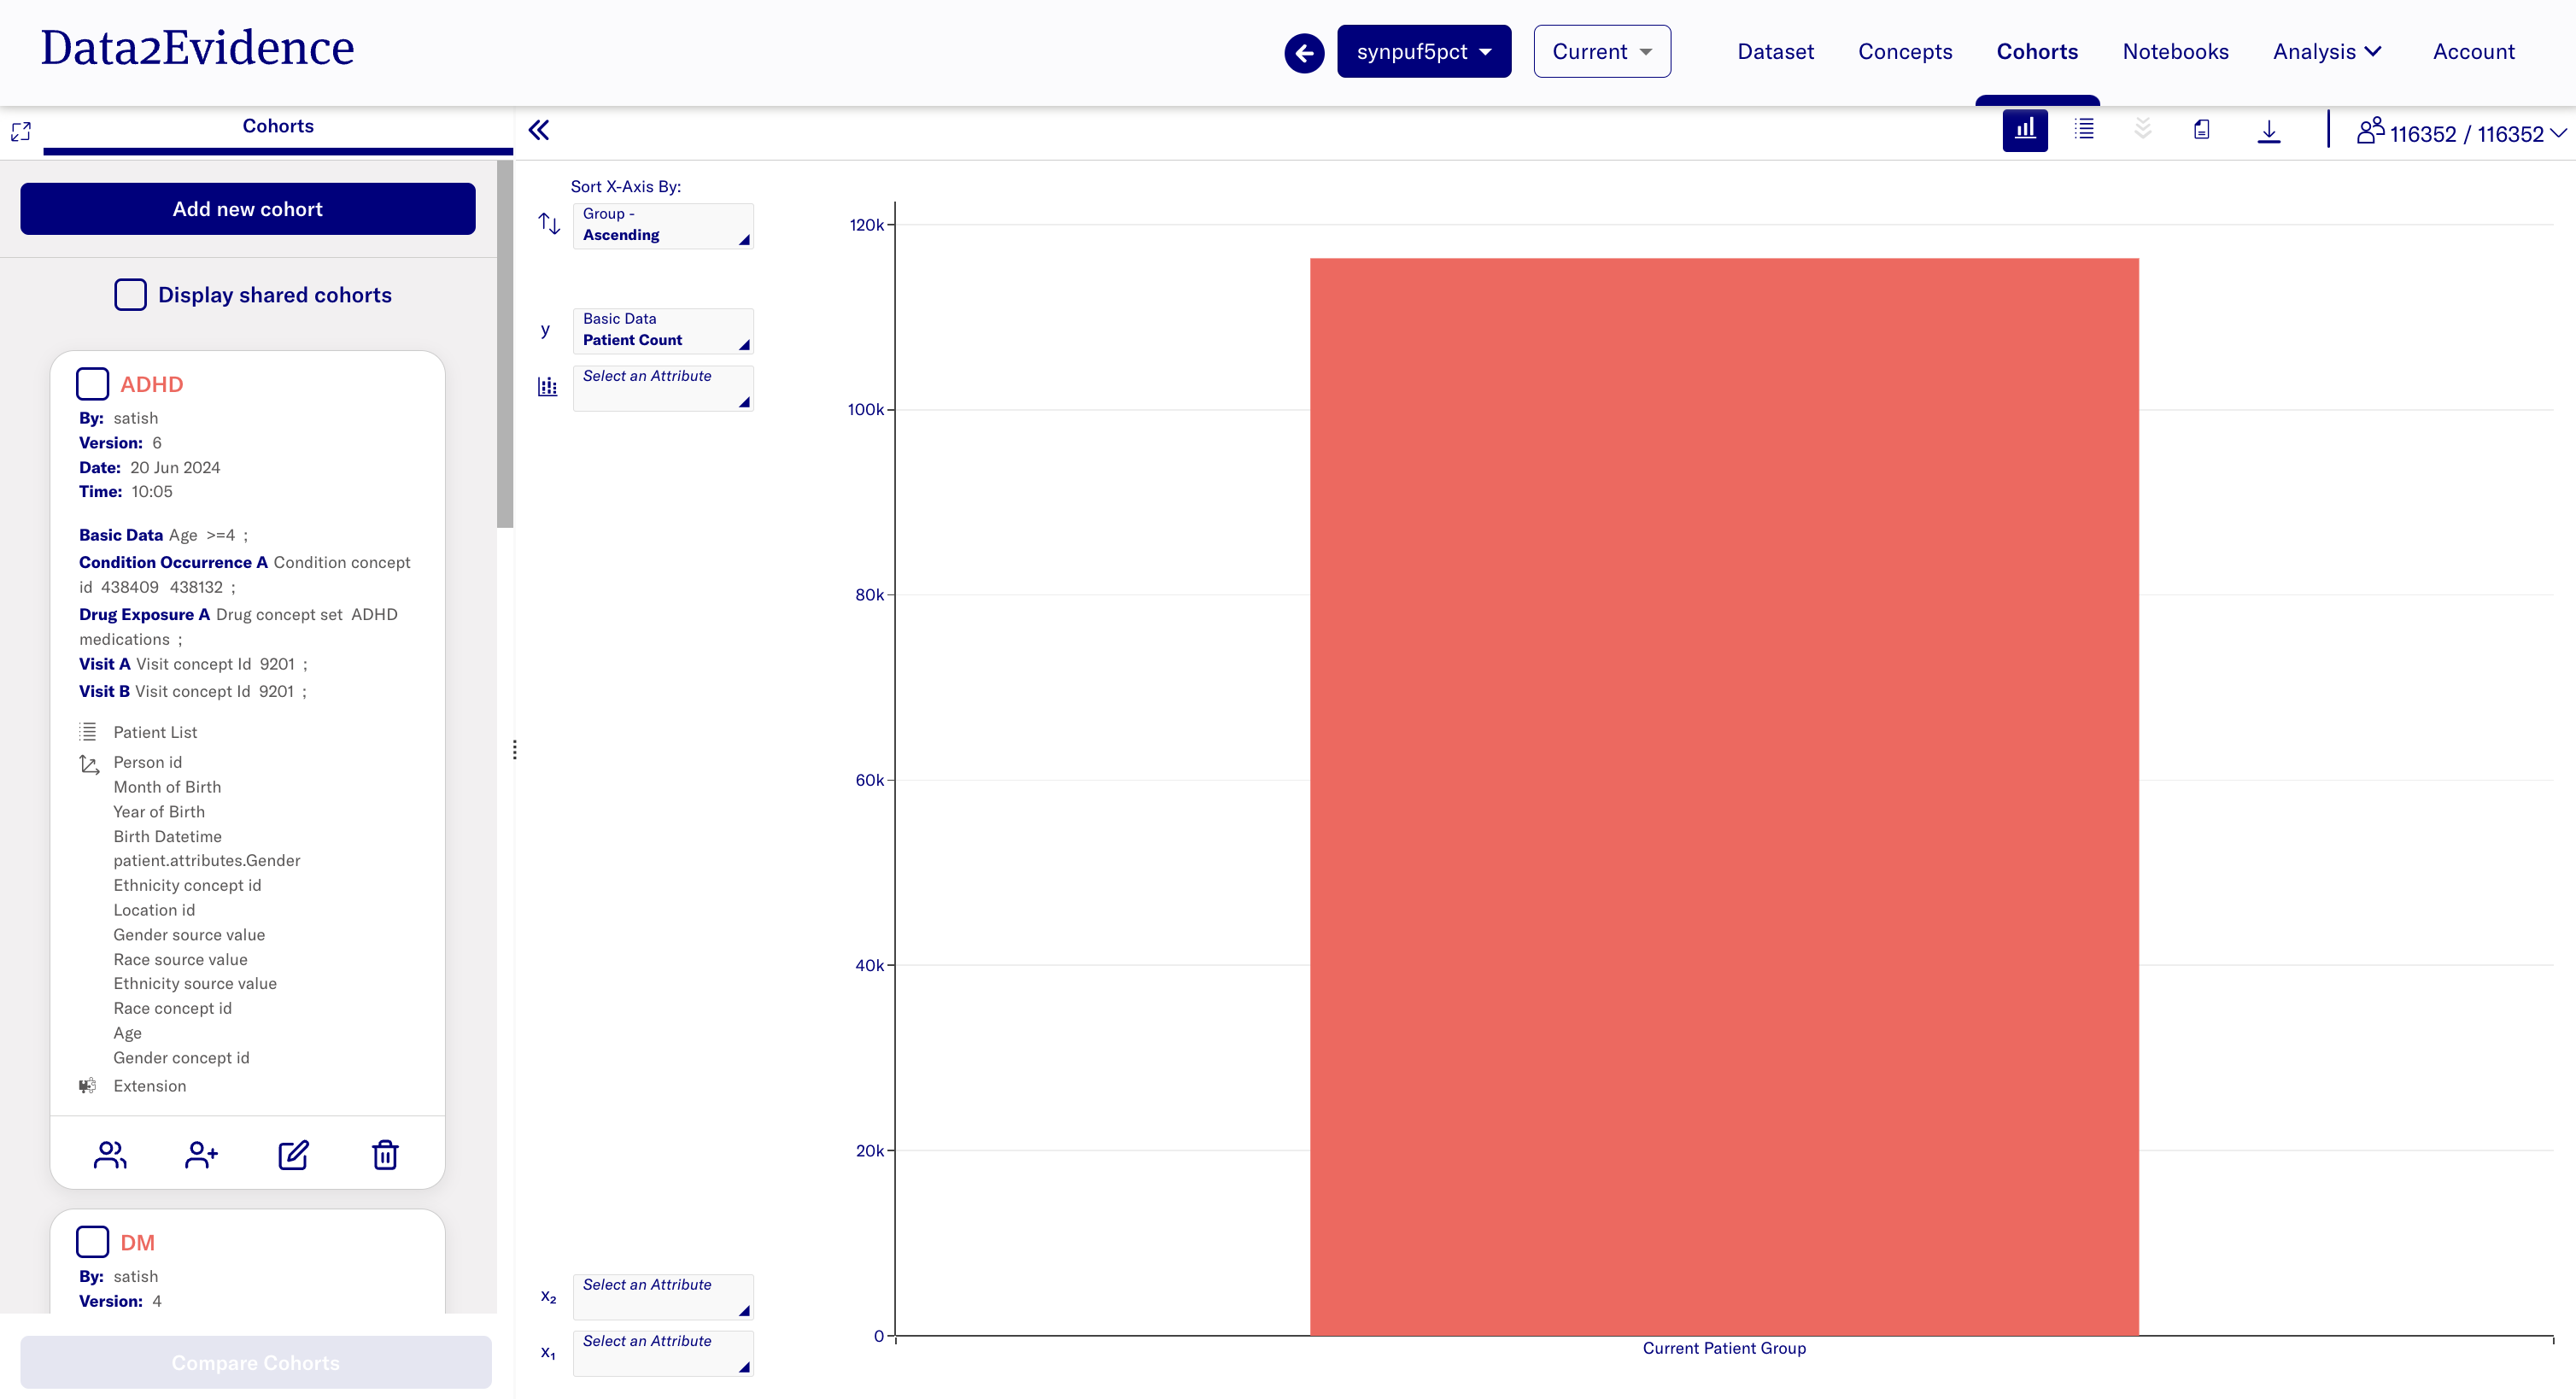 Data2Evidence
synpuf5pct
Current
Dataset
Concepts
Cohorts
Notebooks
Analysis
Account
Cohorts
116352 / 116352
Add new cohort
Display shared cohorts
ADHD
By: satish
Version: 6
Date: 20 Jun 2024
Time: 10:05
Basic Data Age >=4 ;
Condition Occurrence A Condition concept
id 438409 438132 ;
Drug Exposure A Drug concept set ADHD
medications ;
Visit A Visit concept Id 9201 ;
Visit B Visit concept Id 9201 ;
Patient List
Person id
Month of Birth
Year of Birth
Birth Datetime
patient.attributes.Gender
Ethnicity concept id
Location id
Gender source value
Race source value
Ethnicity source value
Race concept id
Age
Gender concept id
Extension
DM
By: satish
Version: 4
Compare Cohorts
Sort X-Axis By:
Group -
Ascending
y
Basic Data
Patient Count
Select an Attribute
x₂
Select an Attribute
x₁
Select an Attribute
120k
100k
80k
60k
40k
20k
0
Current Patient Group